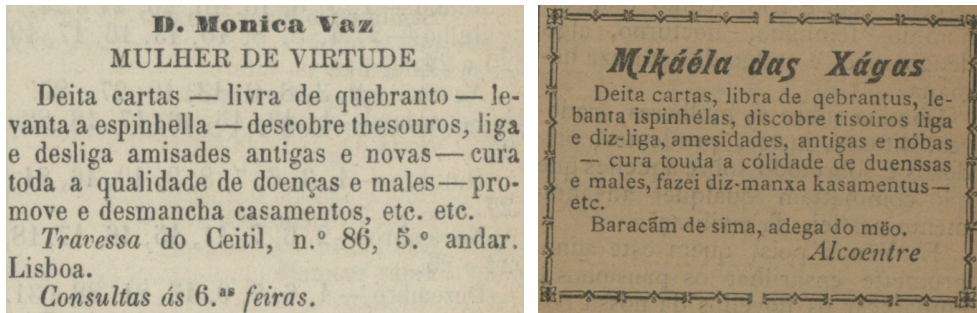 D. Monica Vaz
MULHER DE VIRTUDE
Deita cartas — livra de quebranto — le-
vanta a espinhella — descobre thesouros, liga
e desliga amisades antigas e novas — cura
toda a qualidade de doenças e males — pro-
move e desmancha casamentos, etc. etc.
Travessa do Ceitil, n.º 86, 5.º andar.
Lisboa.
Consultas ás 6.as feiras.
Mikáéla das Xágas
Deita cartas, libra de qebrantus, le-
banta ispinhélas, discobre tisoiros liga
e diz-liga, amesidades, antigas e nóbas
— cura touda a cólidade de duenssas
e males, fazei diz-manxa kasamentus —
etc.
Baracãm de sima, adega do mëo.
Alcoentre